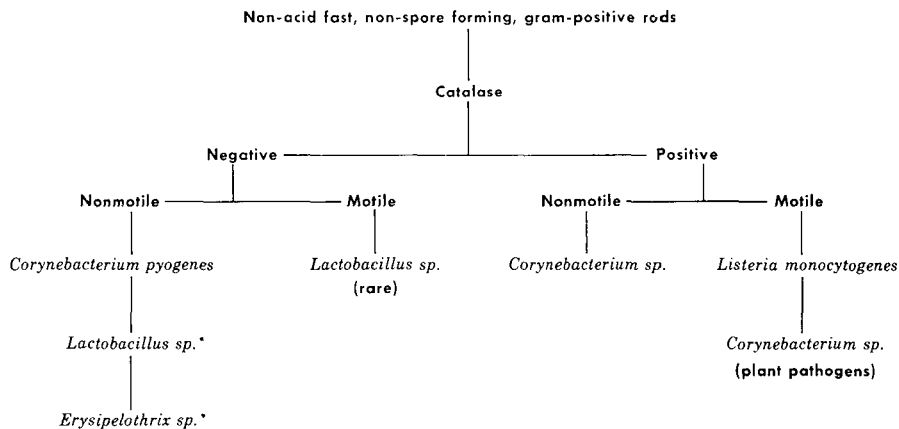 Non-acid fast, non-spore forming, gram-positive rods
Catalase
Negative Positive
Nonmotile Motile Nonmotile Motile
Corynebacterium pyogenes Lactobacillus sp. Corynebacterium sp. Listeria monocytogenes
(rare)
Lactobacillus sp.* Corynebacterium sp.
(plant pathogens)
Erysipelothrix sp.*